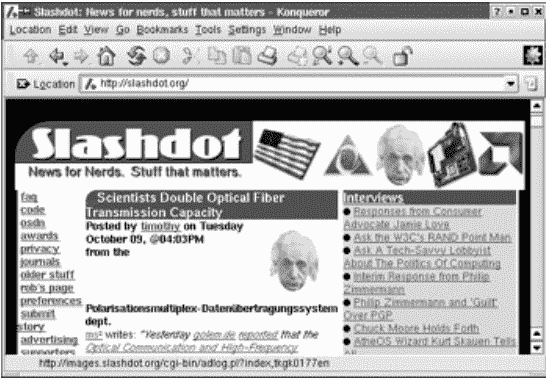 Slashdot: News for nerds, stuff that matters - Konqueror
Location Edit View Go Bookmarks Tools Settings Window Help
Location http://slashdot.org/
Slashdot
News for Nerds. Stuff that matters.
faq
code
osdn
awards
privacy
journals
older stuff
rob's page
preferences
submit
story
advertising
supporters
Scientists Double Optical Fiber
Transmission Capacity
Posted by timothy on Tuesday
October 09, @04:03PM
from the
Polarisationsmultiplex-Datenübertragungssystem
dept.
writes: "Yesterday golem.de reported that the
Optical Communication and High-Frequency
Interviews
Responses from Consumer
Advocate Jamie Love
Ask the W3C's RAND Point Man
Ask A Tech-Savvy Lobbyist
About The Politics Of Computing
Interim Response from Philip
Zimmermann
Philip Zimmermann and 'Guilt'
Over PGP
Chuck Moore Holds Forth
AtheOS Wizard Kurt Skauen Tells
All
http://images.slashdot.org/cgi-bin/adlog.pl?index,tkgk0177en